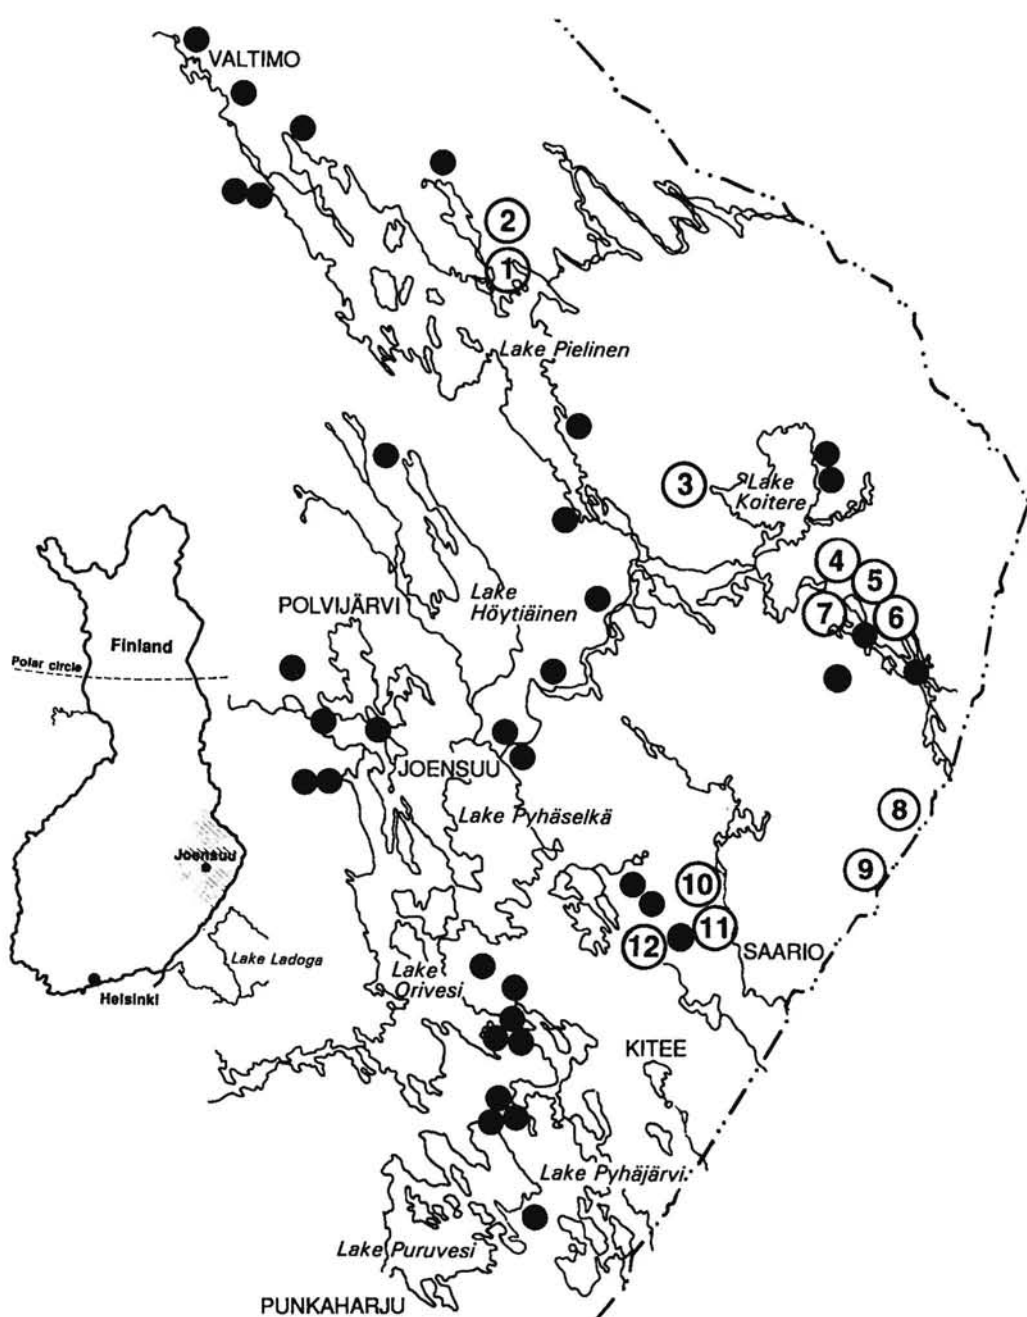 VALTIMO
2
1
Lake Pielinen
3
Lake
Koitere
4
5
7
6
Lake
Höytiäinen
POLVIJÄRVI
Finland
Polar circle
JOENSUU
Lake Pyhäselkä
8
9
Joensud
10
11
12
SAARIO
Lake Ladoga
Lake
Orivesi
Helsinki
KITEE
Lake Pyhäjärvi
Lake Puruvesi
PUNKAHARJU